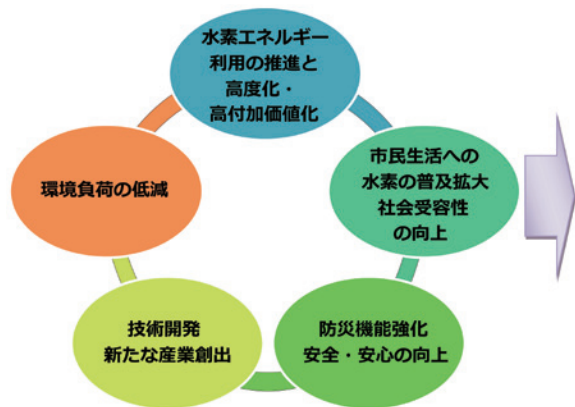 水素エネルギー
利用の推進と
高度化・
高付加価値化
市民生活への
水素の普及拡大
社会受容性
の向上
防災機能強化
安全・安心の向上
技術開発
新たな産業創出
環境負荷の低減